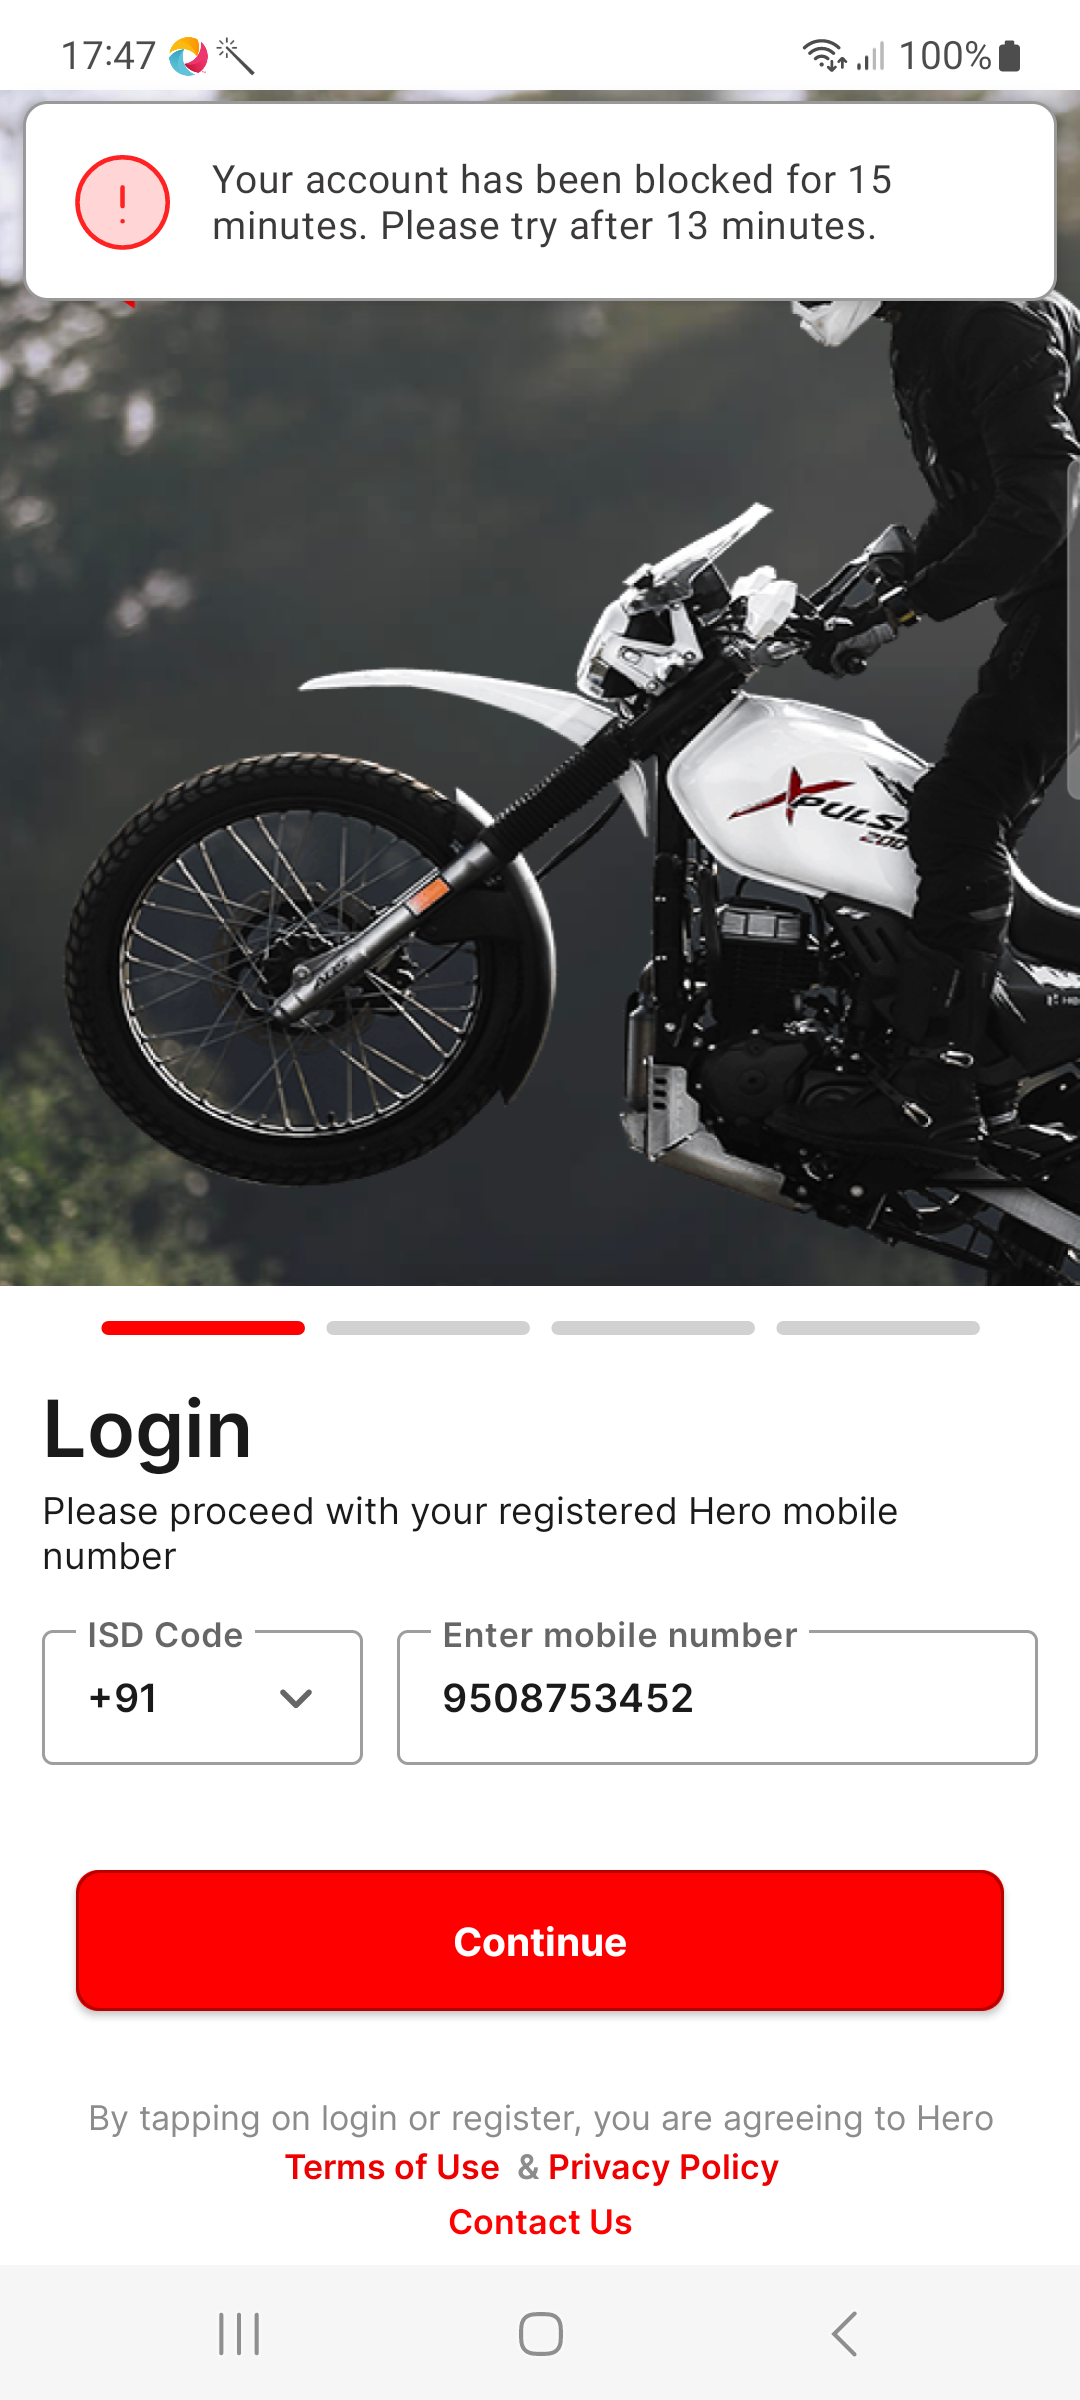 17:47
100%
Your account has been blocked for 15
minutes. Please try after 13 minutes.
XPULSE
200
Login
Please proceed with your registered Hero mobile
number
ISD Code
Enter mobile number
+91
9508753452
Continue
By tapping on login or register, you are agreeing to Hero
Terms of Use & Privacy Policy
Contact Us